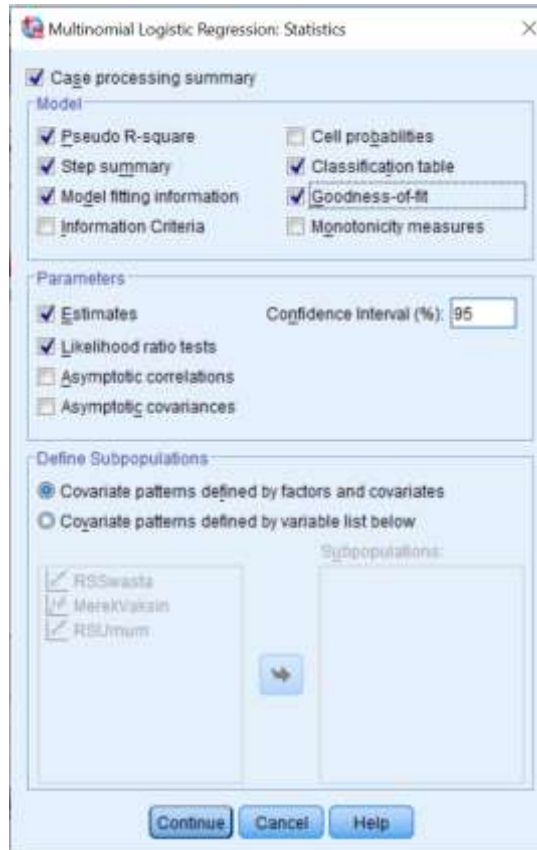 Multinomial Logistic Regression: Statistics
Case processing summary
Model
Pseudo R-square
Cell probabilities
Step summary
Classification table
Model fitting information
Goodness-of-fit
Information Criteria
Monotonicity measures
Parameters
Estimates
Confidence Interval (%): 95
Likelihood ratio tests
Asymptotic correlations
Asymptotic covariances
Define Subpopulations
Covariate patterns defined by factors and covariates
Covariate patterns defined by variable list below
Subpopulations:
RSSwasta
MerekVaksin
RSUmum
Continue Cancel Help